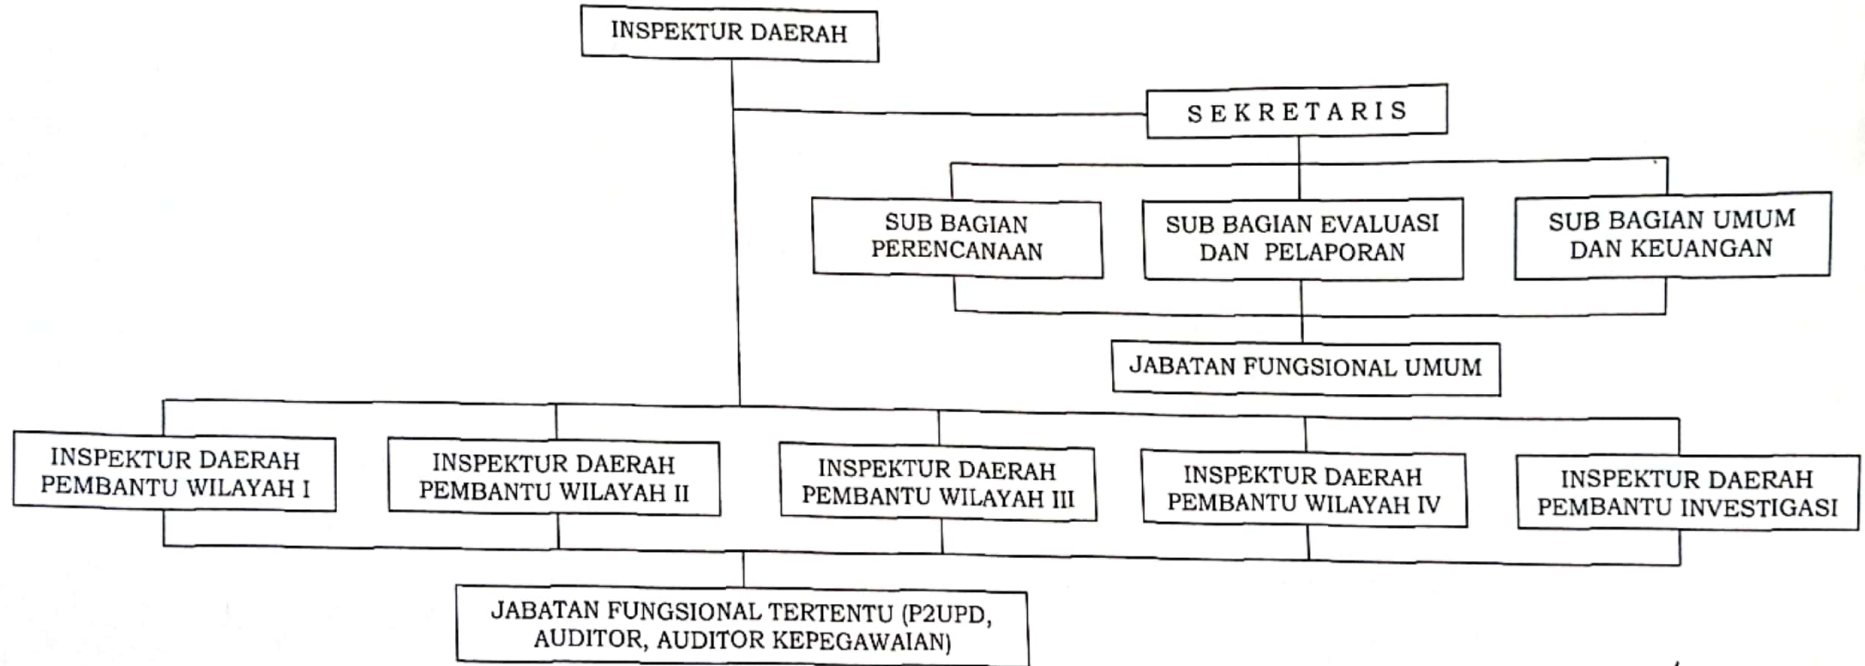 INSPEKTUR DAERAH
S E K R E T A R I S
SUB BAGIAN
PERENCANAAN
SUB BAGIAN EVALUASI
DAN PELAPORAN
SUB BAGIAN UMUM
DAN KEUANGAN
JABATAN FUNGSIONAL UMUM
INSPEKTUR DAERAH
PEMBANTU WILAYAH I
INSPEKTUR DAERAH
PEMBANTU WILAYAH II
INSPEKTUR DAERAH
PEMBANTU WILAYAH III
INSPEKTUR DAERAH
PEMBANTU WILAYAH IV
INSPEKTUR DAERAH
PEMBANTU INVESTIGASI
JABATAN FUNGSIONAL TERTENTU (P2UPD,
AUDITOR, AUDITOR KEPEGAWAIAN)